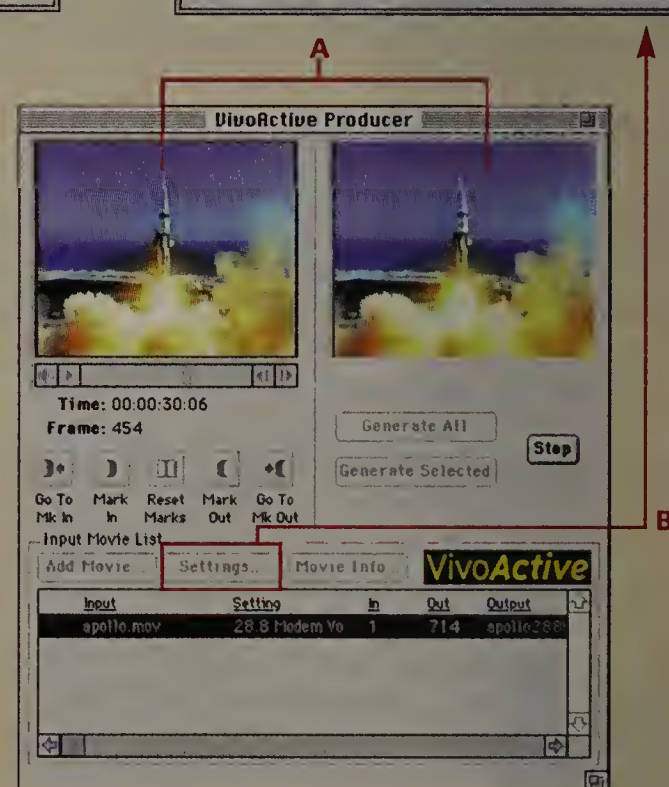 A
VivoActive Producer
Time: 00:00:30:06
Frame: 454
Generate All
Stop
Generate Selected
Go To Mk In
Mark In
Reset Marks
Mark Out
Go To Mk Out
B
Input Movie List
Add Movie...
Settings...
Movie Info...
VivoActive
Input Setting In Out Output
apollo.mov 28.8 Modem Vo 1 714 apollo288